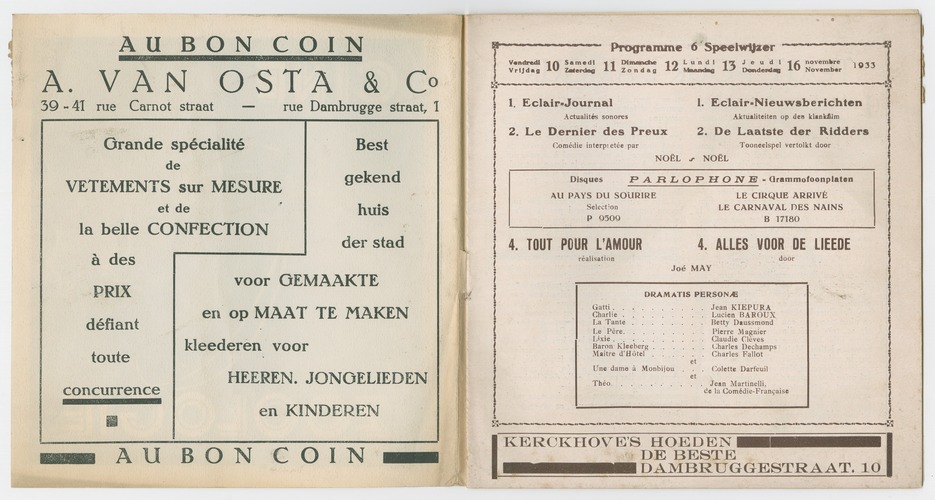 AU BON COIN
A. VAN OSTA & Co
39-41 rue Carnot straat — rue Dambrugge straat, 1
Grande spécialité
de
VETEMENTS sur MESURE
et de
la belle CONFECTION
à des
PRIX
défiant
toute
concurrence
Best
gekend
huis
der stad
voor GEMAAKTE
en op MAAT TE MAKEN
kleederen voor
HEEREN. JONGELIEDEN
en KINDEREN
AU BON COIN
Programme 6 Speelwijzer
Vendredi Vrijdag 10 Samedi Zaterdag 11 Dimanche Zondag 12 Lundi Maandag 13 Jeudi Donderdag 16 novembre November 1933
1. Eclair-Journal
Actualités sonores
2. Le Dernier des Preux
Comédie interpretée par
1. Eclair-Nieuwsberichten
Aktualiteiten op den klankfilm
2. De Laatste der Ridders
Tooneelspel vertolkt door
NOËL - NOËL
Disques PARLOPHONE - Grammofoonplaten
AU PAYS DU SOURIRE
Selection
P 0509
LE CIRQUE ARRIVÉ
LE CARNAVAL DES NAINS
B 17180
4. TOUT POUR L'AMOUR
réalisation
4. ALLES VOOR DE LIEEDE
door
Joé MAY
DRAMATIS PERSONÆ
Gatti . . . . . . . . . Jean KIEPURA
Charlie . . . . . . . . Lucien BAROUX
La Tante . . . . . . . . Betty Daussmond
Le Père. . . . . . . . . Pierre Magnier
Lixie. . . . . . . . . . Claudie Clèves
Baron Kleeberg . . . . . Charles Dechamps
Maitre d'Hôtel . . . . . Charles Fallot
et
Une dame à Monbijou . . . Colette Darfeuil
et
Théo. . . . . . . . . . Jean Martinelli,
de la Comédie-Française
KERCKHOVE'S HOEDEN
DE BESTE
DAMBRUGGESTRAAT. 10